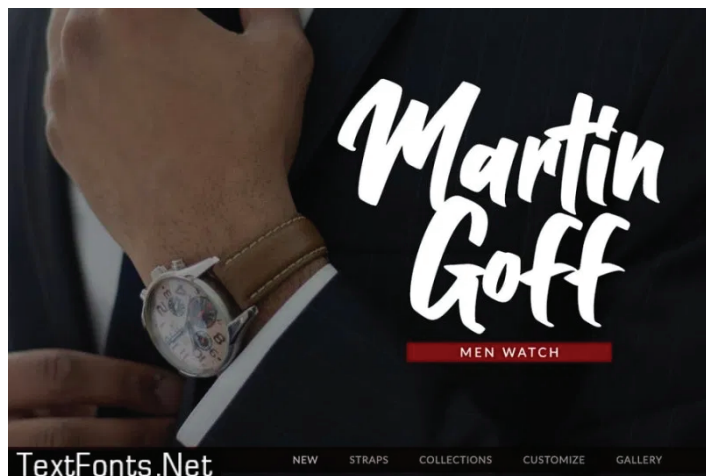 Martin
Goff
MEN WATCH
NEW STRAPS COLLECTIONS CUSTOMIZE GALLERY
TextFonts.Net